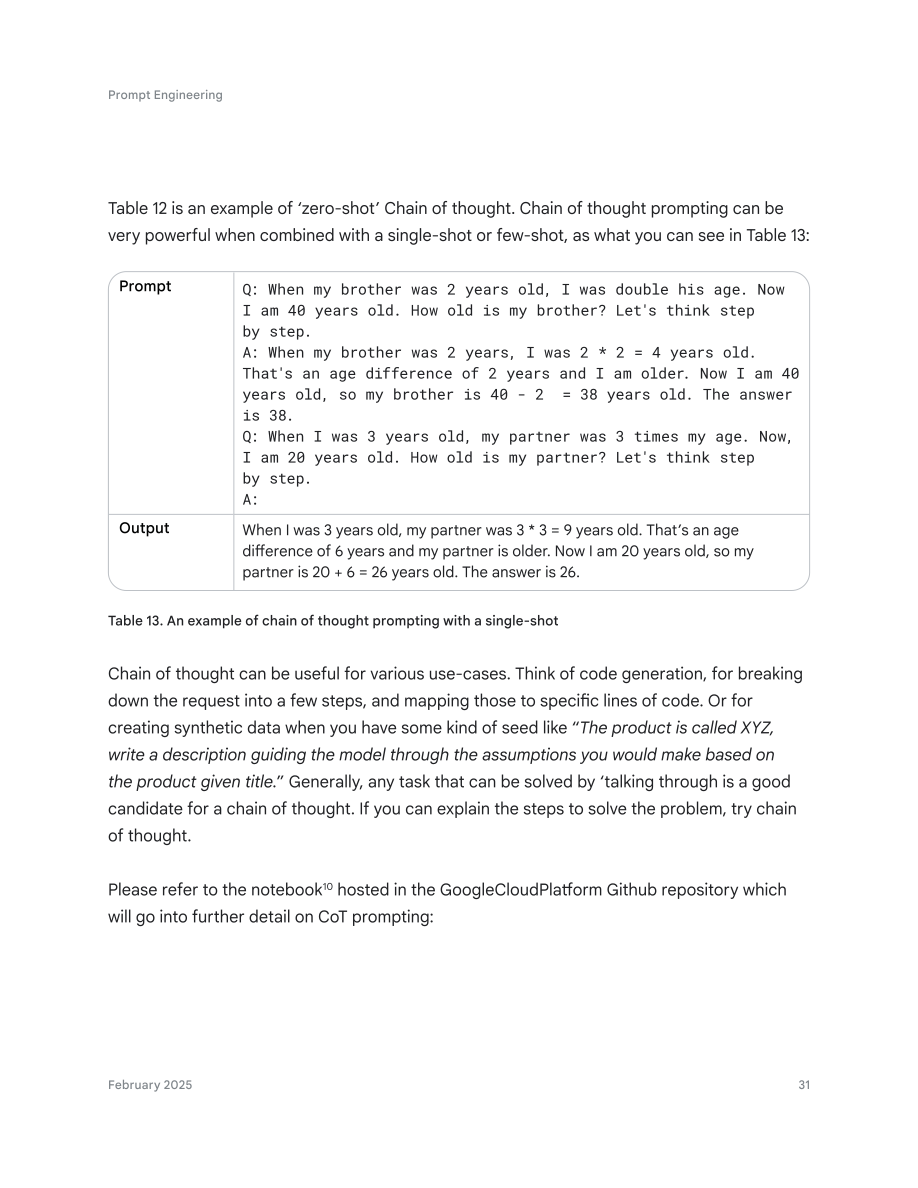 Prompt Engineering
Table 12 is an example of ‘zero-shot’ Chain of thought. Chain of thought prompting can be
very powerful when combined with a single-shot or few-shot, as what you can see in Table 13:
Prompt
Q: When my brother was 2 years old, I was double his age. Now
I am 40 years old. How old is my brother? Let's think step
by step.
A: When my brother was 2 years, I was 2 * 2 = 4 years old.
That's an age difference of 2 years and I am older. Now I am 40
years old, so my brother is 40 - 2  = 38 years old. The answer
is 38.
Q: When I was 3 years old, my partner was 3 times my age. Now,
I am 20 years old. How old is my partner? Let's think step
by step.
A:
Output
When I was 3 years old, my partner was 3 * 3 = 9 years old. That’s an age
difference of 6 years and my partner is older. Now I am 20 years old, so my
partner is 20 + 6 = 26 years old. The answer is 26.
Table 13. An example of chain of thought prompting with a single-shot
Chain of thought can be useful for various use-cases. Think of code generation, for breaking
down the request into a few steps, and mapping those to specific lines of code. Or for
creating synthetic data when you have some kind of seed like “The product is called XYZ,
write a description guiding the model through the assumptions you would make based on
the product given title.” Generally, any task that can be solved by ‘talking through is a good
candidate for a chain of thought. If you can explain the steps to solve the problem, try chain
of thought.
Please refer to the notebook¹⁰ hosted in the GoogleCloudPlatform Github repository which
will go into further detail on CoT prompting:
February 2025
31